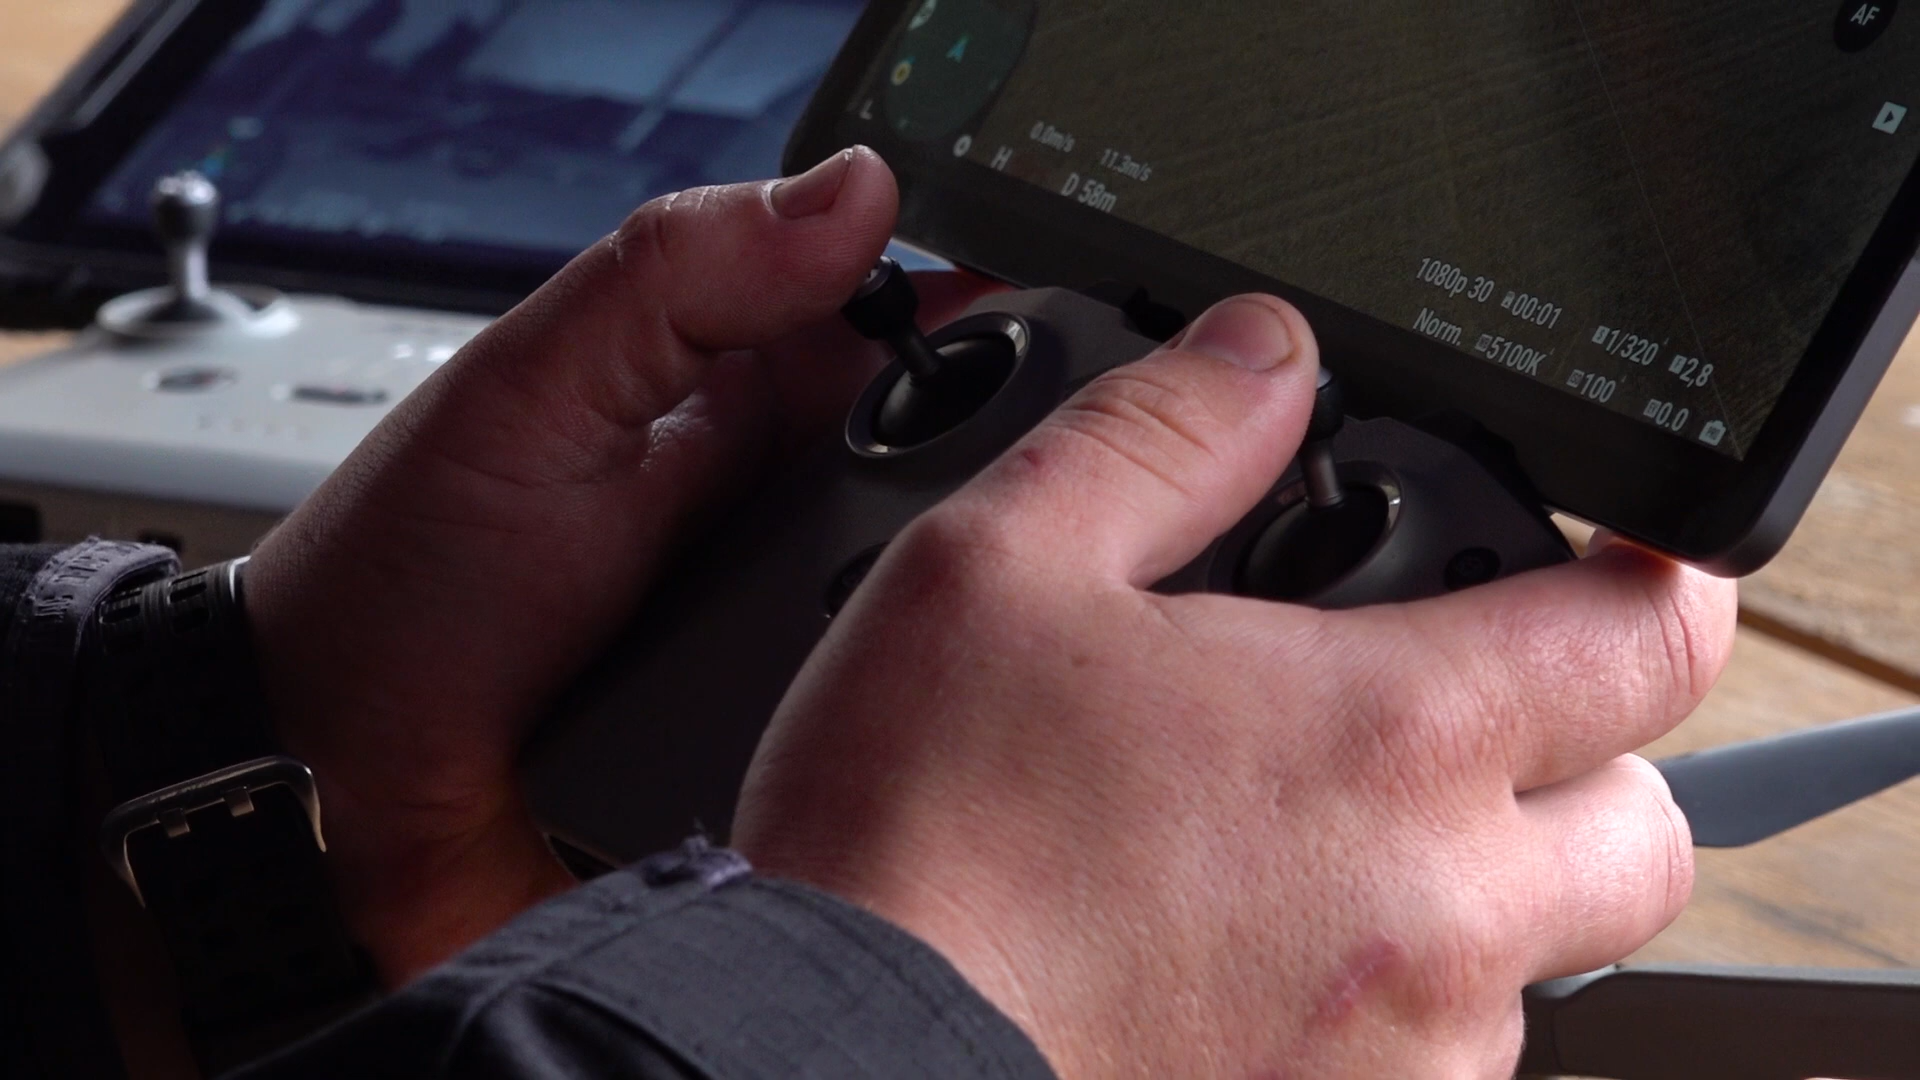 AF
L
0.0m/s 11.3m/s
H D 58m
1080p 30 00:01
Norm. 5100K
1/320 2,8
100 0.0